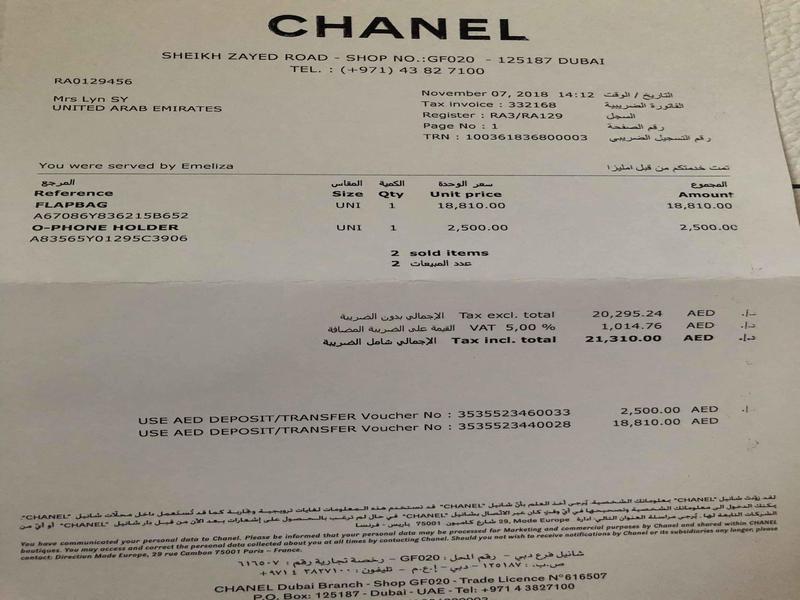 CHANEL
SHEIKH ZAYED ROAD - SHOP NO.:GF020 - 125187 DUBAI
TEL. : (+971) 43 82 7100
RA0129456
Mrs Lyn SY
UNITED ARAB EMIRATES
November 07, 2018 14:12 التاريخ / الوقت
Tax invoice : 332168 الفاتورة الضريبية
Register : RA3/RA129 السجل
Page No : 1 رقم الصفحة
TRN : 100361836800003 رقم التسجيل الضريبي
You were served by Emeliza تمت خدمتكم من قبل امليزا
المرجع المقاس الكمية سعر الوحدة المجموع
Reference Size Qty Unit price Amount
FLAPBAG UNI 1 18,810.00 18,810.00
A67086Y836215B652
O-PHONE HOLDER UNI 1 2,500.00 2,500.00
A83565Y01295C3906
2 sold items
2 عدد المبيعات
الإجمالي بدون الضريبة Tax excl. total 20,295.24 AED د.إ.
القيمة على الضريبة المضافة VAT 5,00 % 1,014.76 AED د.إ.
الإجمالي شامل الضريبة Tax incl. total 21,310.00 AED د.إ.
USE AED DEPOSIT/TRANSFER Voucher No : 3535523460033 2,500.00 AED
USE AED DEPOSIT/TRANSFER Voucher No : 3535523440028 18,810.00 AED
You have communicated your personal data to Chanel. Please be informed that your personal data may be processed for Marketing and commercial purposes by Chanel and shared within CHANEL
boutiques. You may access and correct the personal data collected about you at all times by contacting Chanel. Should you not wish to receive notifications by Chanel or its subsidiaries any longer, please
contact: Direction Mode Europe, 29 rue Cambon 75001 Paris - France.
شانيل فرع دبي - رقم المحل : GF020 - رخصة تجارية رقم : ٦١٦٥٠٧
ص.ب.: ١٢٥١٨٧ - دبي - إ.ع.م - تليفون : ٣٨٢٧١٠٠ ٤ ٩٧١+
CHANEL Dubai Branch - Shop GF020 - Trade Licence N°616507
P.O. Box: 125187 - Dubai - UAE - Tel: +971 4 3827100